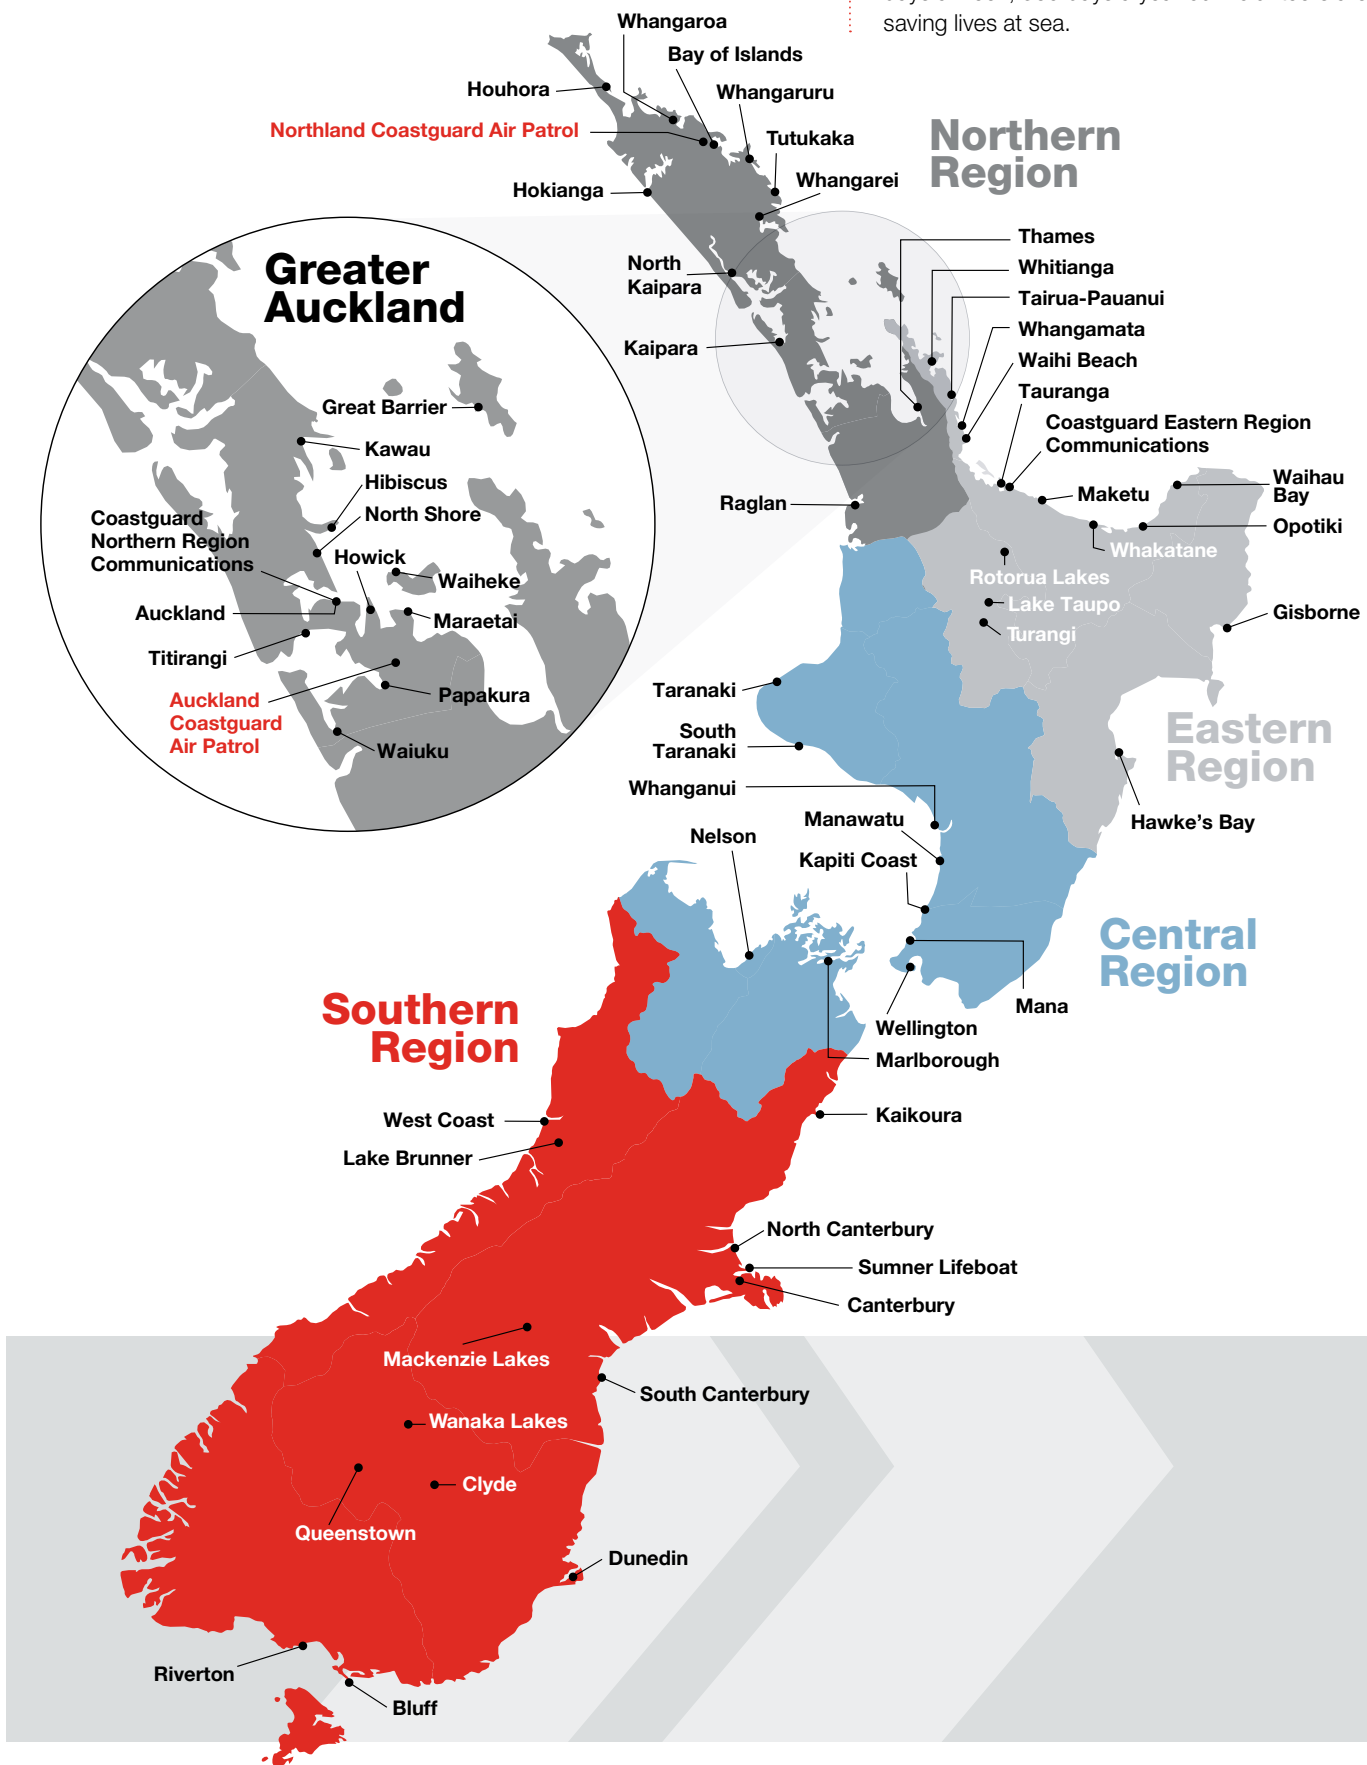 saving lives at sea.
Whangaroa
Bay of Islands
Houhora
Whangaruru
Northland Coastguard Air Patrol
Tutukaka
Northern
Region
Hokianga
Whangarei
Greater
Auckland
North
Kaipara
Kaipara
Thames
Whitianga
Tairua-Pauanui
Whangamata
Waihi Beach
Tauranga
Coastguard Eastern Region
Communications
Great Barrier
Kawau
Hibiscus
North Shore
Coastguard
Northern Region
Communications
Howick
Waiheke
Auckland
Maraetai
Titirangi
Auckland
Coastguard
Air Patrol
Papakura
Waiuku
Raglan
Maketu
Waihau
Bay
Opotiki
Whakatane
Rotorua Lakes
Lake Taupo
Turangi
Gisborne
Taranaki
South
Taranaki
Eastern
Region
Whanganui
Manawatu
Hawke's Bay
Nelson
Kapiti Coast
Central
Region
Southern
Region
Mana
Wellington
Marlborough
West Coast
Kaikoura
Lake Brunner
North Canterbury
Sumner Lifeboat
Canterbury
Mackenzie Lakes
South Canterbury
Wanaka Lakes
Clyde
Queenstown
Dunedin
Riverton
Bluff